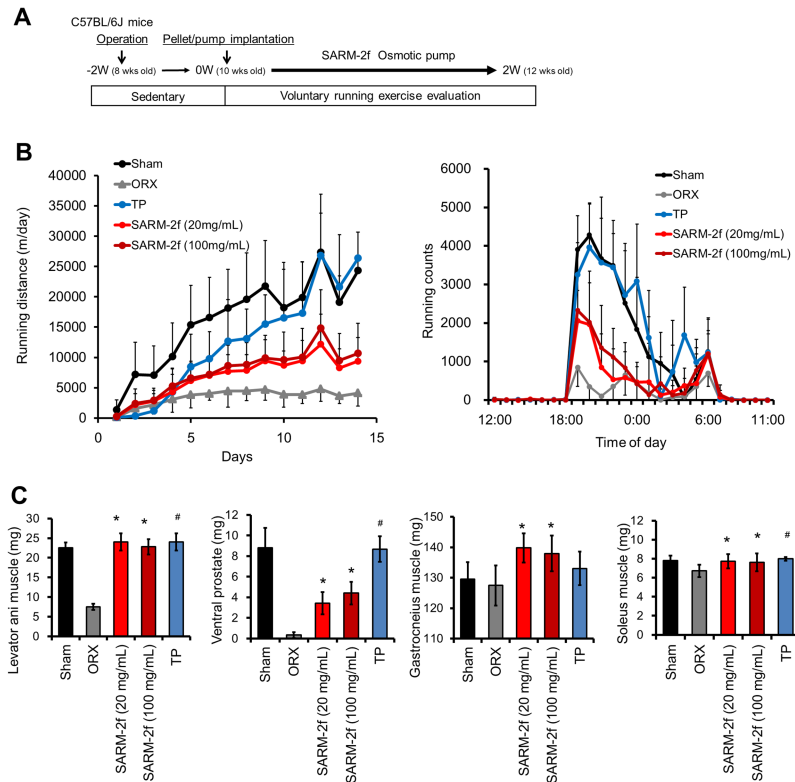 A
C57BL/6J mice
Operation
Pellet/pump implantation
SARM-2f Osmotic pump
-2W (8 wks old)
0W (10 wks old)
2W (12 wks old)
Sedentary
Voluntary running exercise evaluation
B
Running distance (m/day)
40000
35000
30000
25000
20000
15000
10000
5000
0
Sham
ORX
TP
SARM-2f (20mg/mL)
SARM-2f (100mg/mL)
0
5
10
15
Days
Running counts
6000
5000
4000
3000
2000
1000
0
Sham
ORX
TP
SARM-2f (20mg/mL)
SARM-2f (100mg/mL)
12:00
18:00
0:00
6:00
11:00
Time of day
C
Levator ani muscle (mg)
30
25
20
15
10
5
0
* * #
Sham
ORX
SARM-2f (20 mg/mL)
SARM-2f (100 mg/mL)
TP
Ventral prostate (mg)
12
10
8
6
4
2
0
* * #
Sham
ORX
SARM-2f (20 mg/mL)
SARM-2f (100 mg/mL)
TP
Gastrocneius muscle (mg)
150
140
130
120
110
* *
Sham
ORX
SARM-2f (20 mg/mL)
SARM-2f (100 mg/mL)
TP
Soleus muscle (mg)
12
10
8
6
4
2
0
* * #
Sham
ORX
SARM-2f (20 mg/mL)
SARM-2f (100 mg/mL)
TP